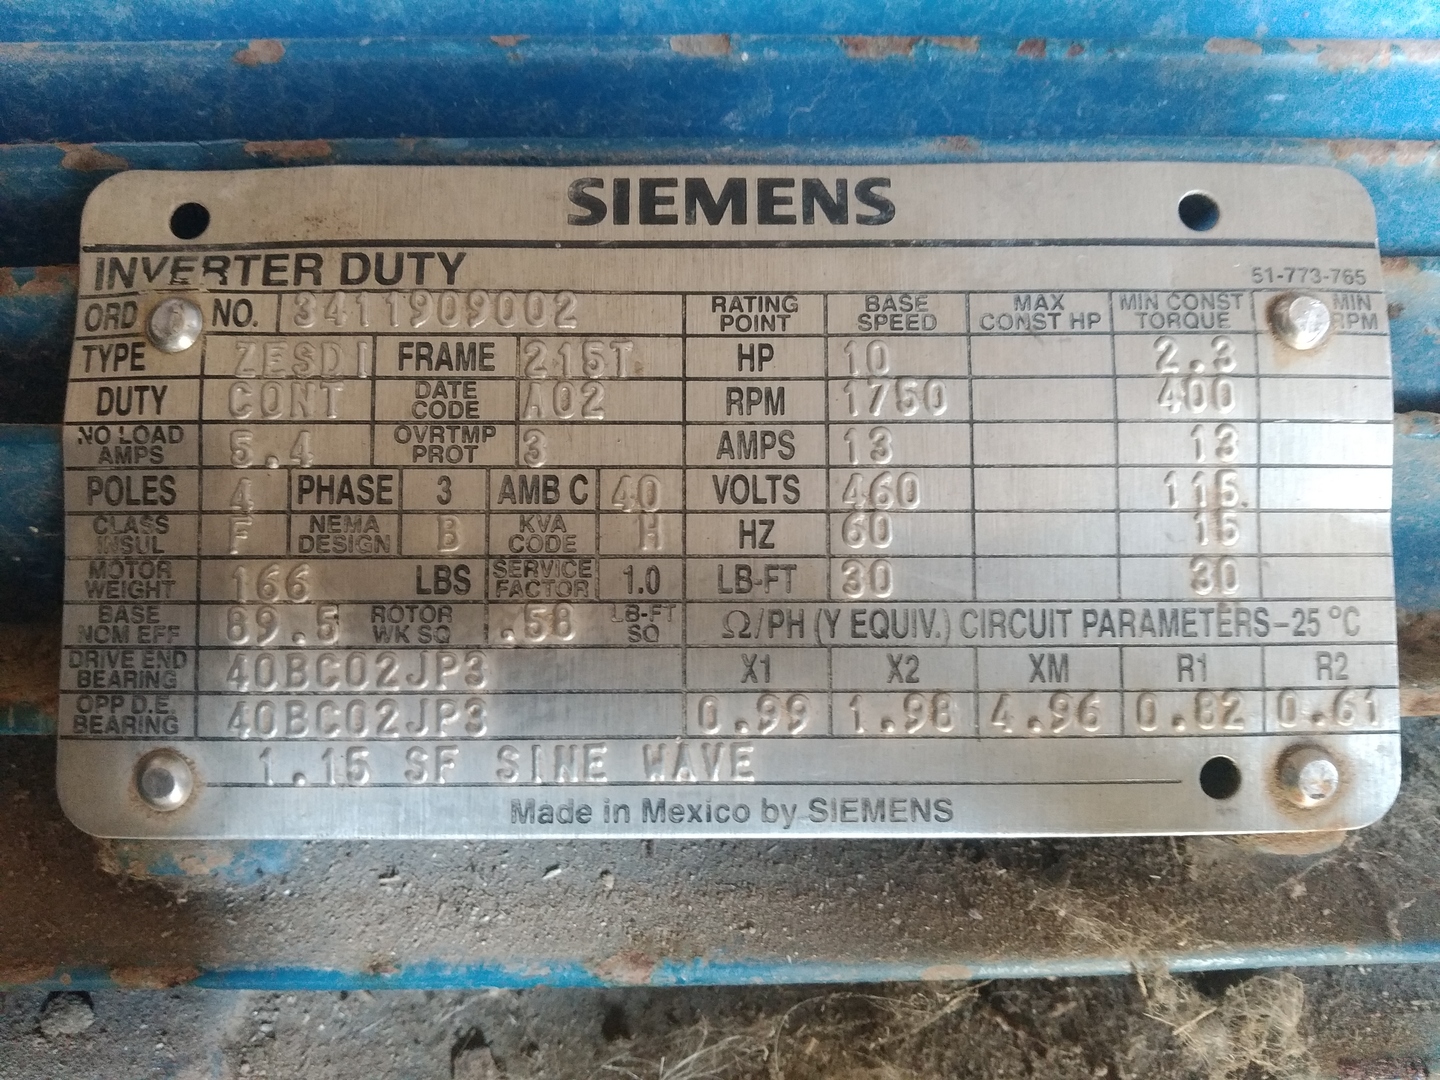 SIEMENS
INVERTER DUTY
51-773-765
ORD NO. 3411909002
RATING POINT
BASE SPEED
MAX CONST HP
MIN CONST TORQUE
MIN RPM
TYPE ZESDI FRAME 215T HP 10 2.3
DUTY CONT DATE CODE A02 RPM 1750 400
NO LOAD AMPS 5.4 OVRTMP PROT 3 AMPS 13 13
POLES 4 PHASE 3 AMB C 40 VOLTS 460 115
CLASS INSUL F NEMA DESIGN B KVA CODE H HZ 60 15
MOTOR WEIGHT 166 LBS SERVICE FACTOR 1.0 LB-FT 30 30
BASE NOM EFF 89.5 ROTOR WK SQ .58 LB-FT SQ Ω/PH (Y EQUIV.) CIRCUIT PARAMETERS-25 °C
DRIVE END BEARING 40BC02JP3 X1 X2 XM R1 R2
OPP D.E. BEARING 40BC02JP3 0.99 1.98 4.96 0.82 0.61
1.15 SF SINE WAVE
Made in Mexico by SIEMENS